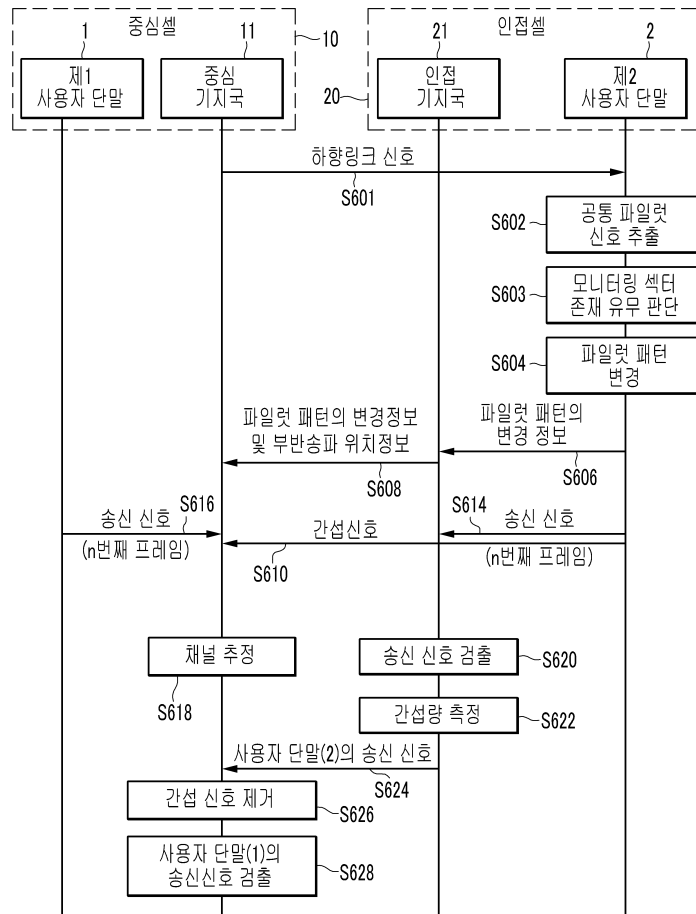 중심셀
인접셀
1
11
10
21
2
20
제1
사용자 단말
중심
기지국
인접
기지국
제2
사용자 단말
하향링크 신호
S601
S602
공통 파일럿
신호 추출
S603
모니터링 섹터
존재 유무 판단
S604
파일럿 패턴
변경
파일럿 패턴의 변경정보
및 부반송파 위치정보
S608
파일럿 패턴의
변경 정보
S606
S616
송신 신호
(n번째 프레임)
간섭신호
S610
S614
송신 신호
(n번째 프레임)
채널 추정
S618
송신 신호 검출
S620
간섭량 측정
S622
사용자 단말(2)의 송신 신호
S624
간섭 신호 제거
S626
사용자 단말(1)의
송신신호 검출
S628